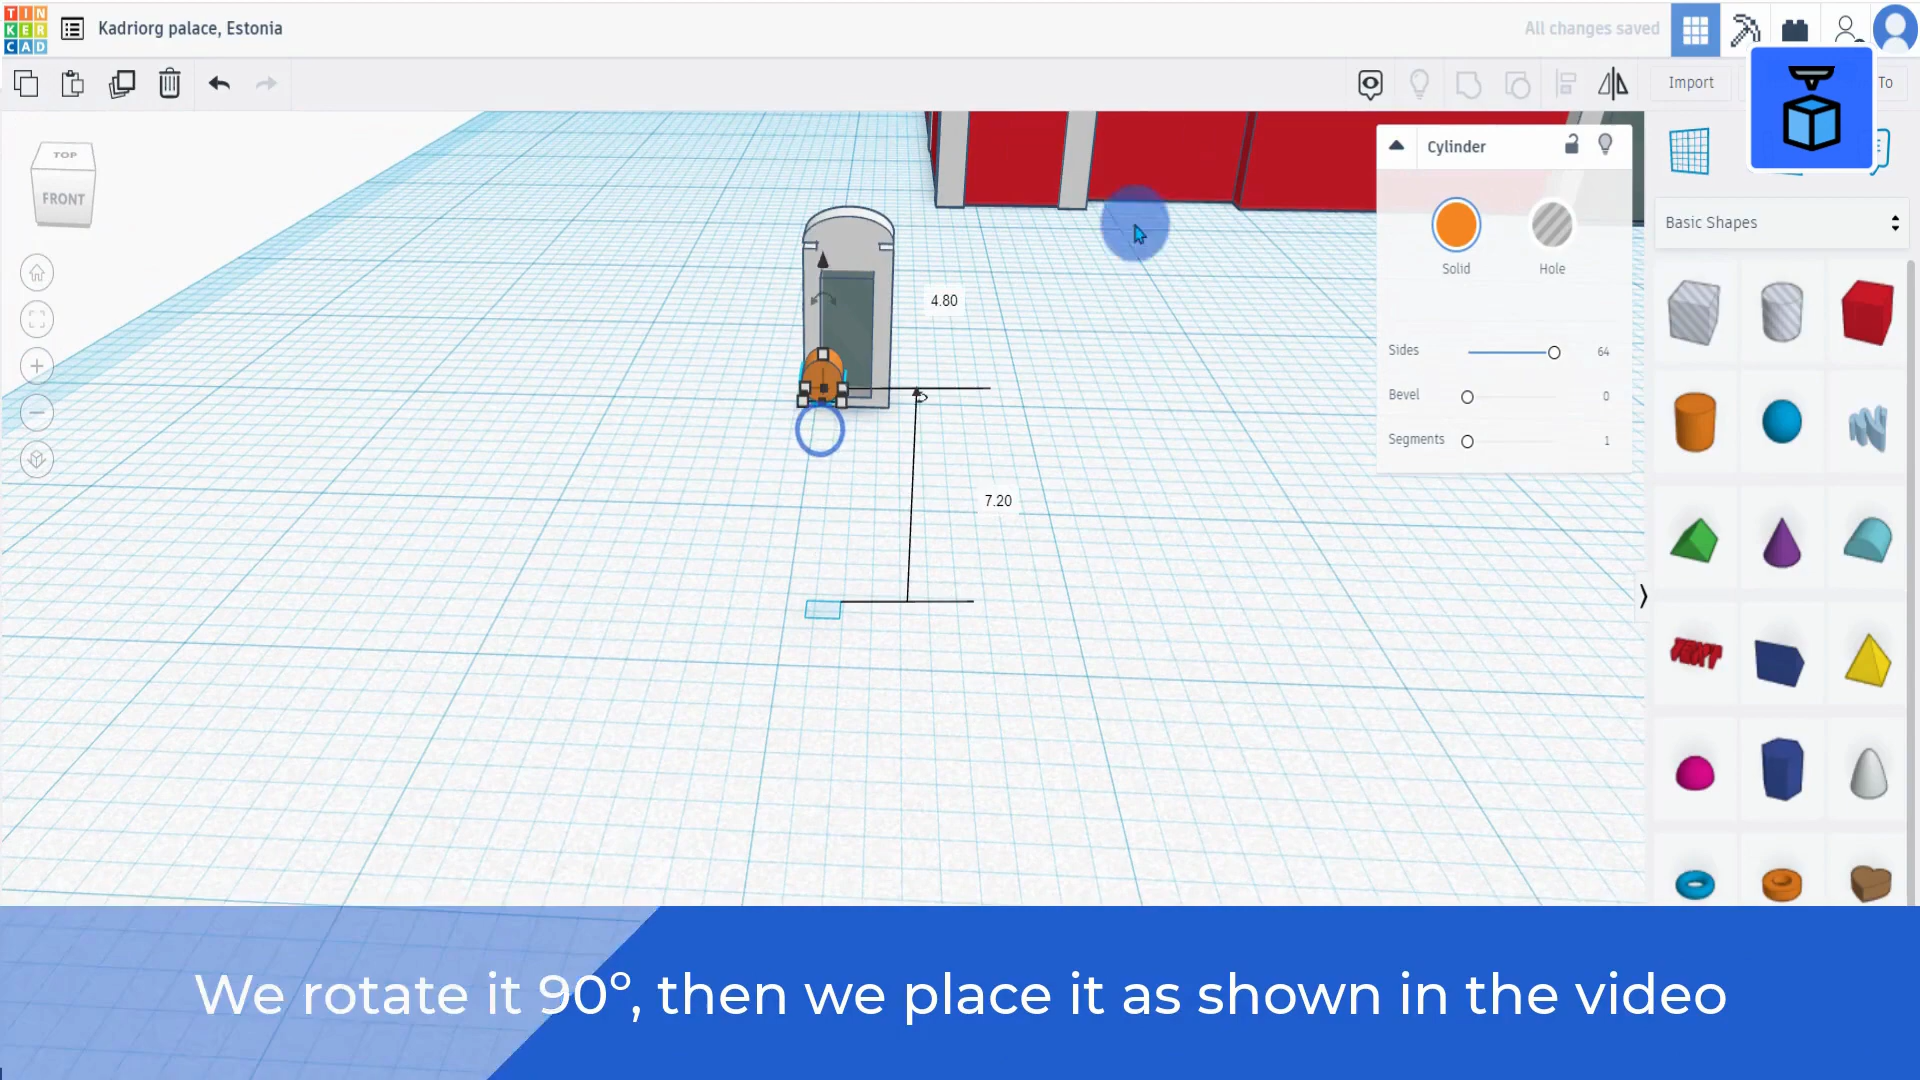 TIN
KER
CAD
Kadriorg palace, Estonia
All changes saved
Import
To
TOP
FRONT
Cylinder
Solid
Hole
Sides
64
Bevel
0
Segments
1
Basic Shapes
4.80
7.20
TEXT
We rotate it 90º, then we place it as shown in the video